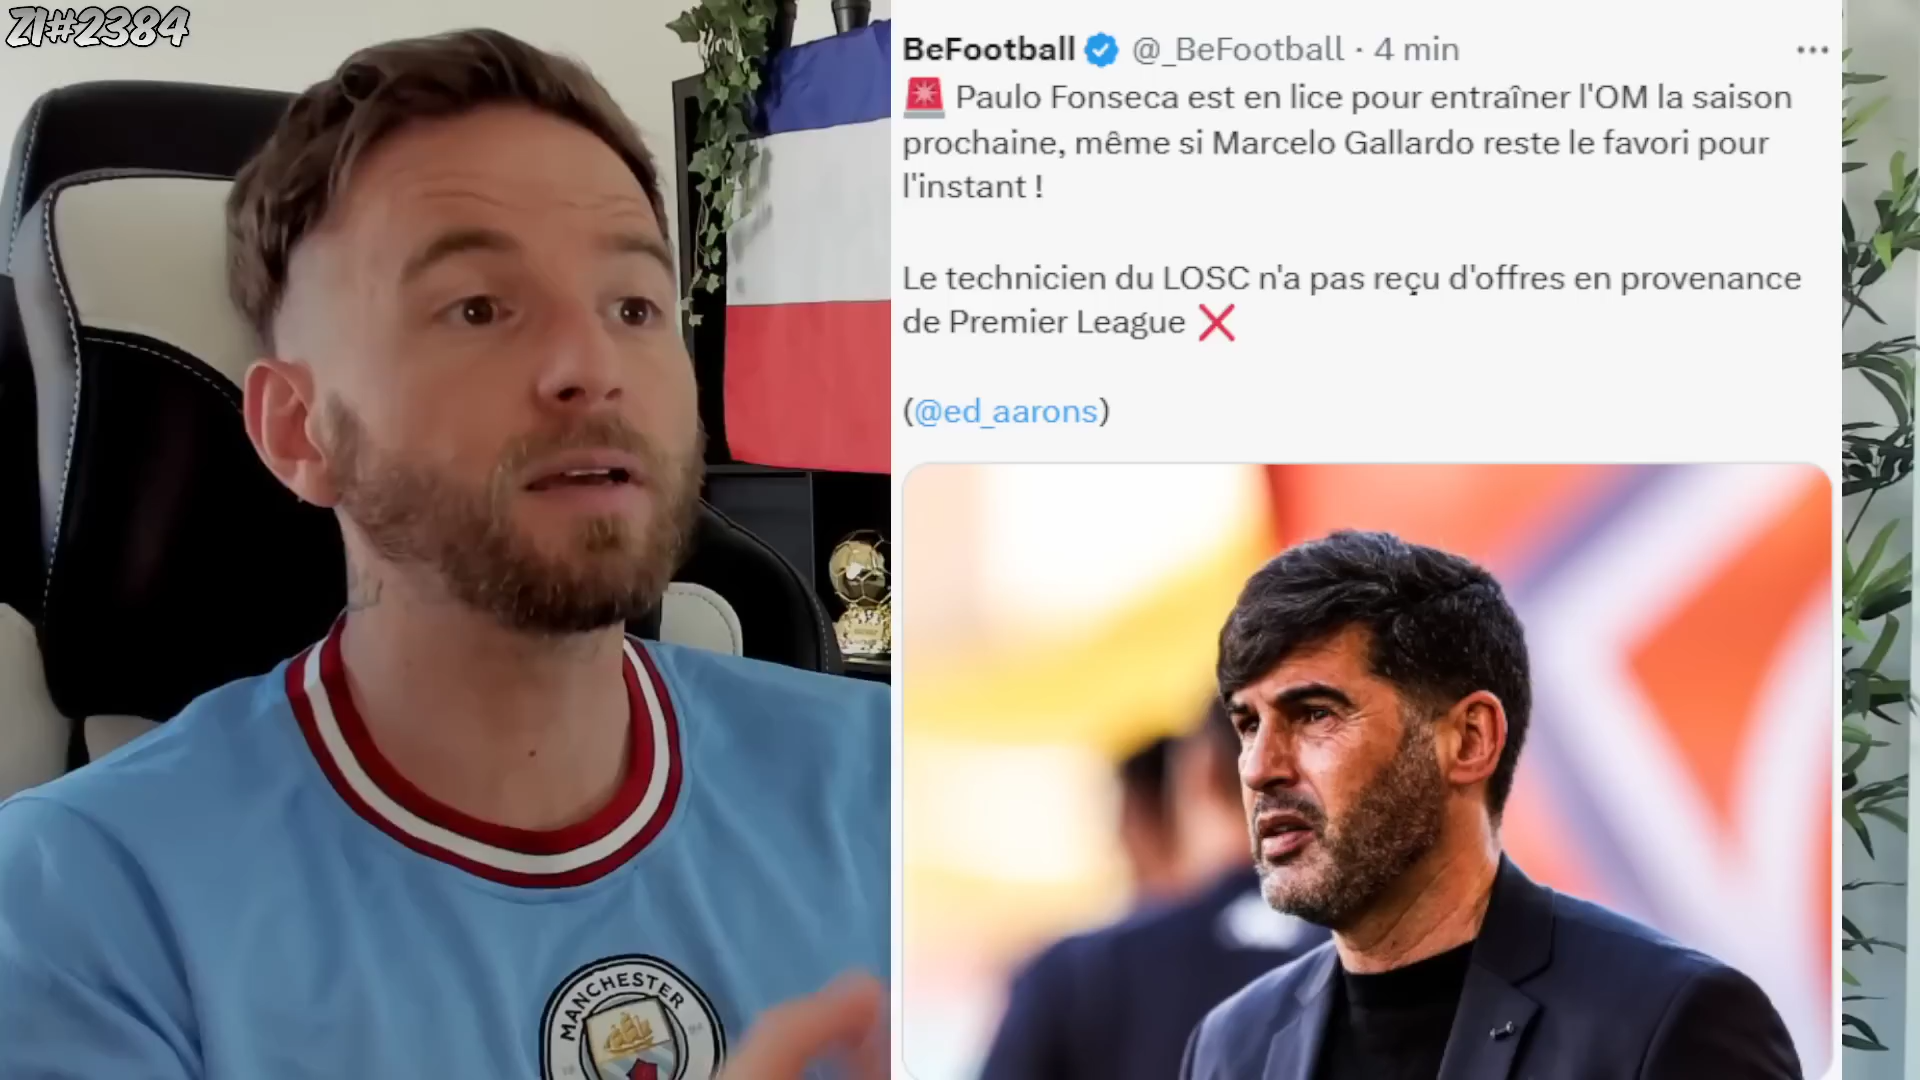 ZI#2384
BeFootball @_BeFootball · 4 min
🚨 Paulo Fonseca est en lice pour entraîner l'OM la saison
prochaine, même si Marcelo Gallardo reste le favori pour
l'instant !
Le technicien du LOSC n'a pas reçu d'offres en provenance
de Premier League ❌
(@ed_aarons)
MANCHESTER